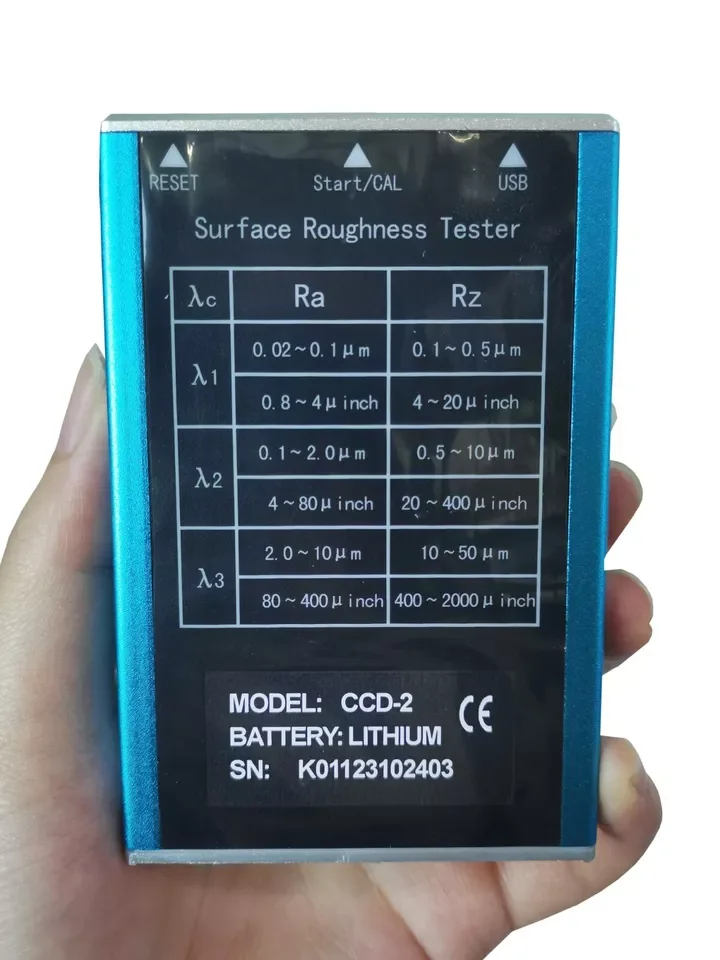 RESET Start/CAL USB
Surface Roughness Tester
λc Ra Rz
λ1
0.02~0.1μm 0.1~0.5μm
0.8~4μinch 4~20μinch
λ2
0.1~2.0μm 0.5~10μm
4~80μinch 20~400μinch
λ3
2.0~10μm 10~50μm
80~400μinch 400~2000μinch
MODEL: CCD-2 CE
BATTERY: LITHIUM
SN: K01123102403